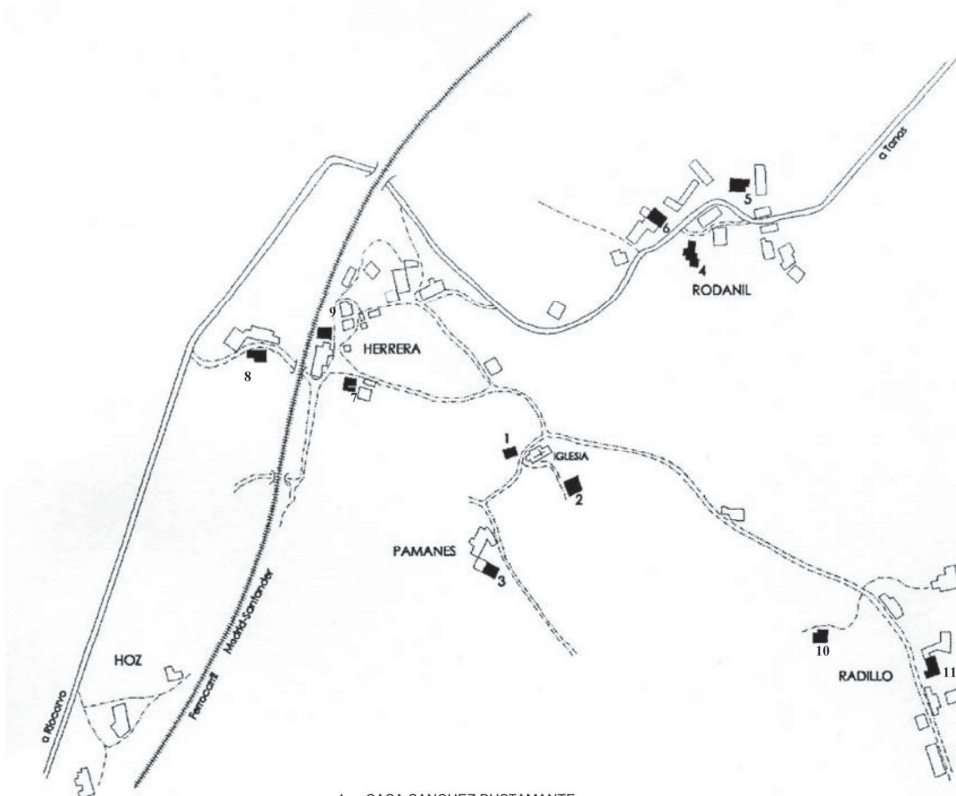 a Tanos
5
6
4
RODANIL
9
HERRERA
8
7
1
IGLESIA
2
PAMANES
3
Ferrocarril Madrid-Santander
HOZ
a Riocorvo
10
RADILLO
11